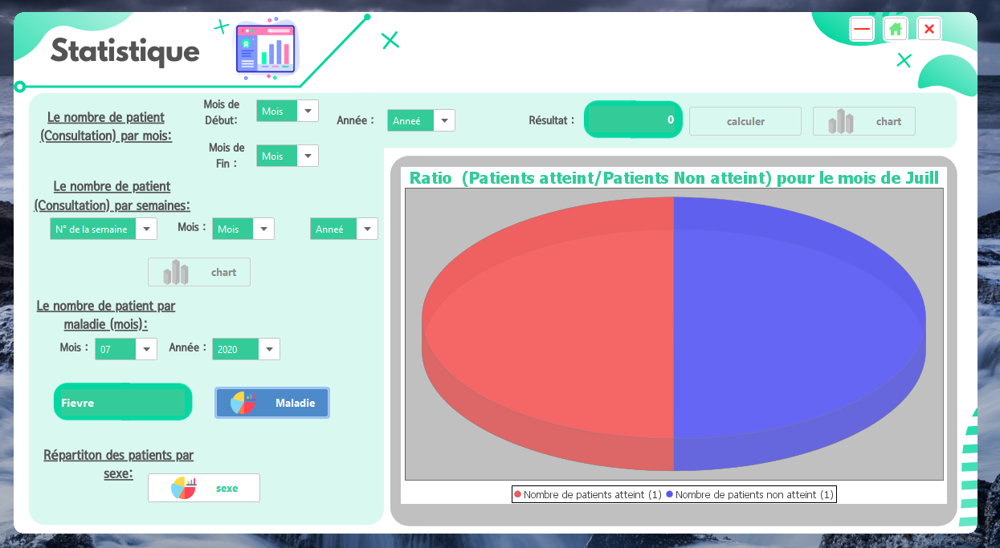 Statistique
Le nombre de patient
(Consultation) par mois:
Mois de
Début:
Mois
Mois de
Fin :
Mois
Année :
Anneé
Résultat :
0
calculer
chart
Le nombre de patient
(Consultation) par semaines:
N° de la semaine
Mois :
Mois
Anneé
chart
Le nombre de patient par
maladie (mois):
Mois :
07
Année :
2020
Fievre
Maladie
Répartiton des patients par
sexe:
sexe
Ratio (Patients atteint/Patients Non atteint) pour le mois de Juill
Nombre de patients atteint (1) Nombre de patients non atteint (1)